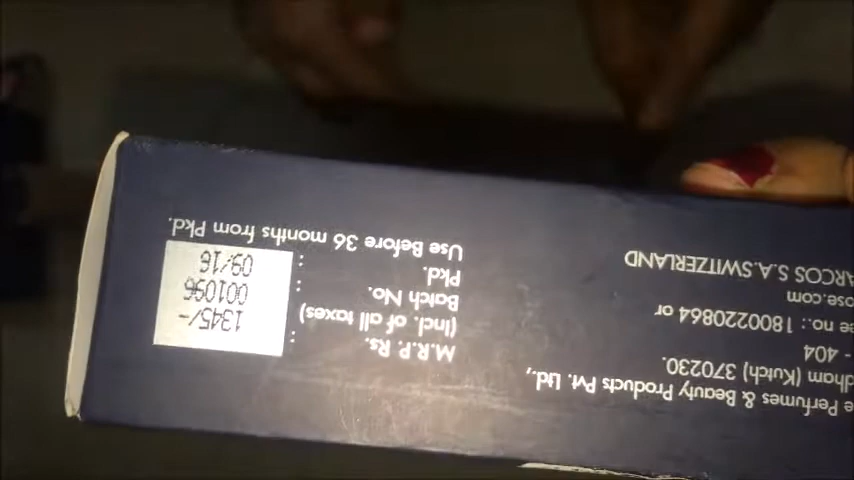 e Perfumes & Beauty Products Pvt. Ltd.,
dham (Kutch) 370230.
- 404
ee no.: 18002220864 or
ose.com
ARCOS S.A.SWITZERLAND
M.R.P. Rs. : 1345/-
(Incl. of all taxes)
Batch No. : 001096
Pkd. : 09/16
Use Before 36 months from Pkd.